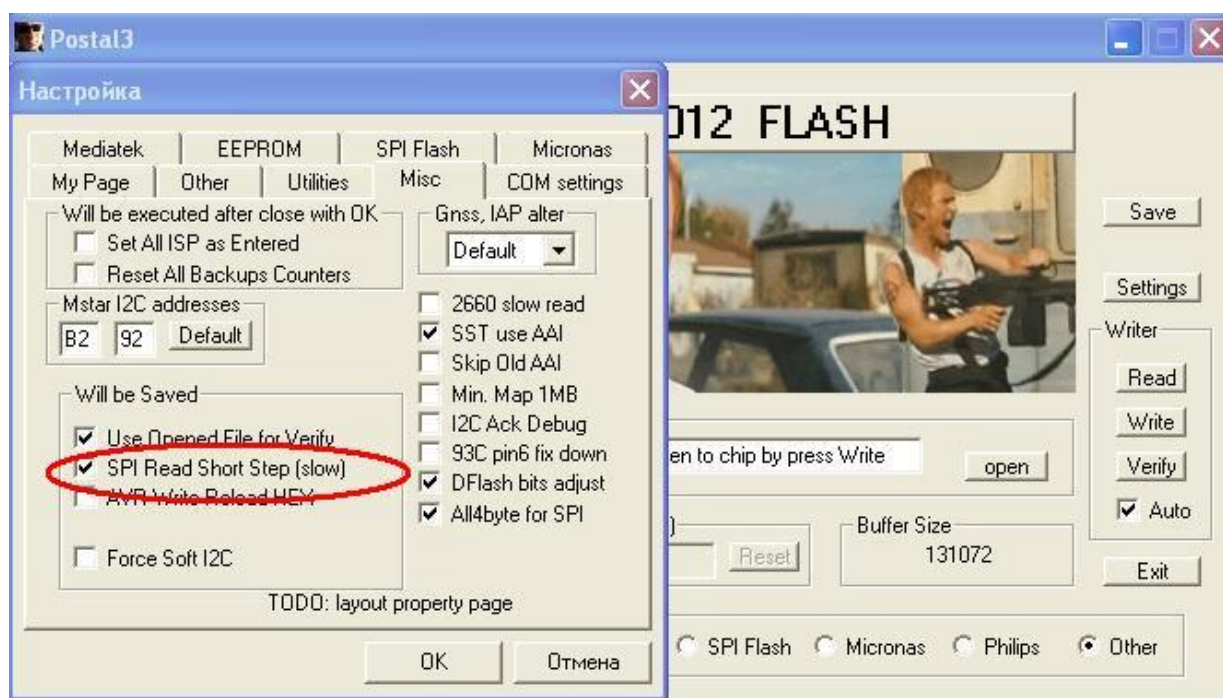 Postal3
Настройка
012 FLASH
Mediatek EEPROM SPI Flash Micronas
My Page Other Utilities Misc COM settings
Will be executed after close with OK
Set All ISP as Entered
Reset All Backups Counters
Gnss, IAP alter
Default
Mstar I2C addresses
B2 92 Default
2660 slow read
SST use AAI
Skip Old AAI
Min. Map 1MB
I2C Ack Debug
93C pin6 fix down
DFlash bits adjust
All4byte for SPI
Will be Saved
Use Opened File for Verify
SPI Read Short Step (slow)
AVR Write Reload HEX
Force Soft I2C
TODO: layout property page
OK Отмена
Save
Settings
Writer
Read
Write
Verify
Auto
Exit
en to chip by press Write open
) Reset
Buffer Size
131072
SPI Flash Micronas Philips Other